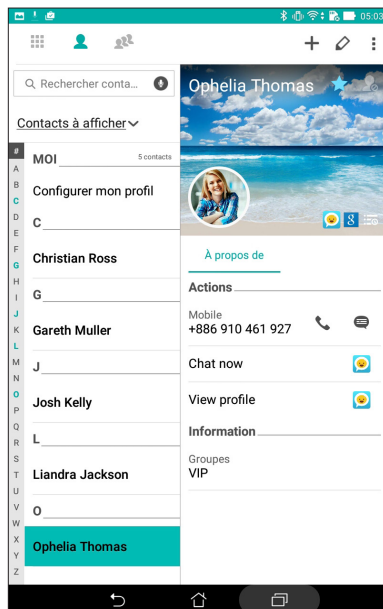 05:03
Rechercher conta...
Contacts à afficher
#
A
B
C
D
E
F
G
H
I
J
K
L
M
N
O
P
Q
R
S
T
U
V
W
X
Y
Z
MOI 5 contacts
Configurer mon profil
C
Christian Ross
G
Gareth Muller
J
Josh Kelly
L
Liandra Jackson
O
Ophelia Thomas
Ophelia Thomas
8
À propos de
Actions
Mobile
+886 910 461 927
Chat now
View profile
Information
Groupes
VIP